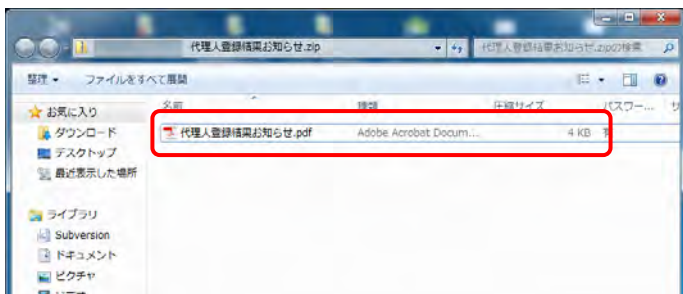 代理人登録結果お知らせ.zip
代理人登録結果お知らせ.zipの検索
整理
ファイルをすべて展開
お気に入り
名前
種類
圧縮サイズ
パスワー...
サ
ダウンロード
代理人登録結果お知らせ.pdf
Adobe Acrobat Docum...
4 KB
有
デスクトップ
最近表示した場所
ライブラリ
Subversion
ドキュメント
ピクチャ